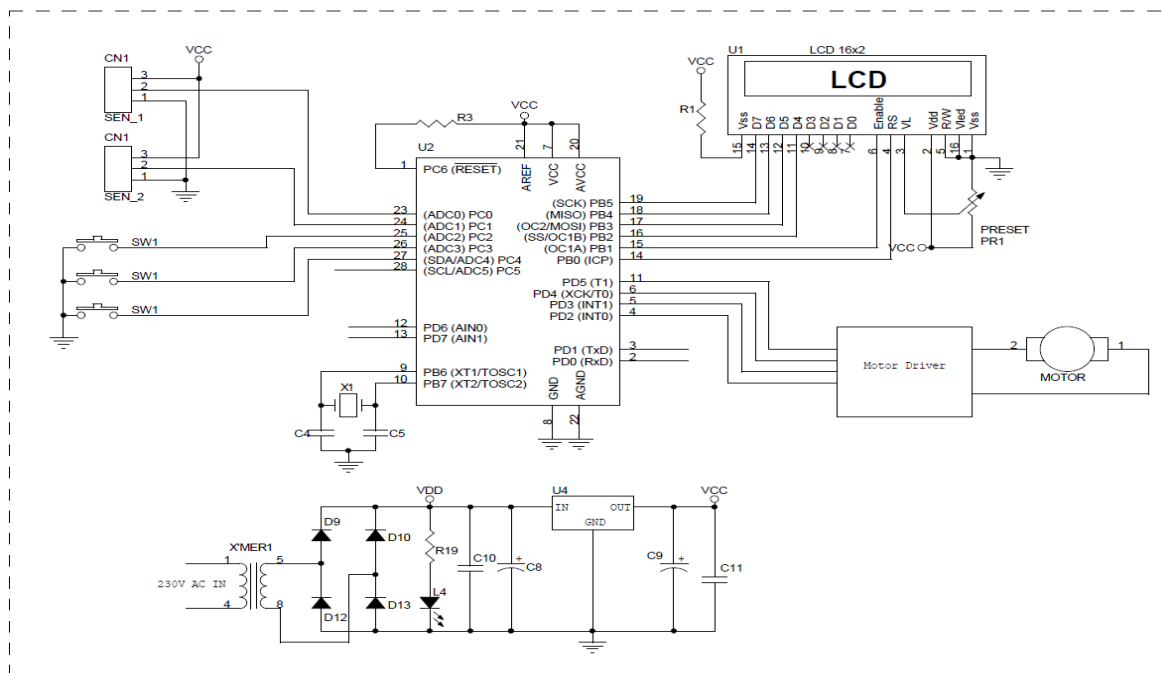 CN1
VCC
3
2
1
SEN_1
CN1
3
2
1
SEN_2
SW1
SW1
SW1
R3
VCC
U2
21
7
20
AREF
VCC
AVCC
1
PC6 (RESET)
23
(ADC0) PC0
24
(ADC1) PC1
25
(ADC2) PC2
26
(ADC3) PC3
27
(SDA/ADC4) PC4
28
(SCL/ADC5) PC5
12
PD6 (AIN0)
13
PD7 (AIN1)
9
PB6 (XT1/TOSC1)
10
PB7 (XT2/TOSC2)
(SCK) PB5
19
(MISO) PB4
18
(OC2/MOSI) PB3
17
(SS/OC1B) PB2
16
(OC1A) PB1
15
PB0 (ICP)
14
PD5 (T1)
11
PD4 (XCK/T0)
6
PD3 (INT1)
5
PD2 (INT0)
4
PD1 (TxD)
3
PD0 (RxD)
2
GND
AGND
8
22
X1
C4
C5
U1
LCD 16x2
LCD
VCC
R1
Vss
D7
D6
D5
D4
D3
D2
D1
D0
Enable
RS
VL
Vdd
R/W
Vled
Vss
15
14
13
12
11
10
9
8
7
6
4
3
2
5
16
1
VCC
PRESET
PR1
Motor Driver
2
1
MOTOR
VDD
U4
VCC
IN
OUT
GND
D9
D10
R19
C10
C8
C9
C11
X'MER1
1
5
230V AC IN
4
8
D12
D13
L4
+
+